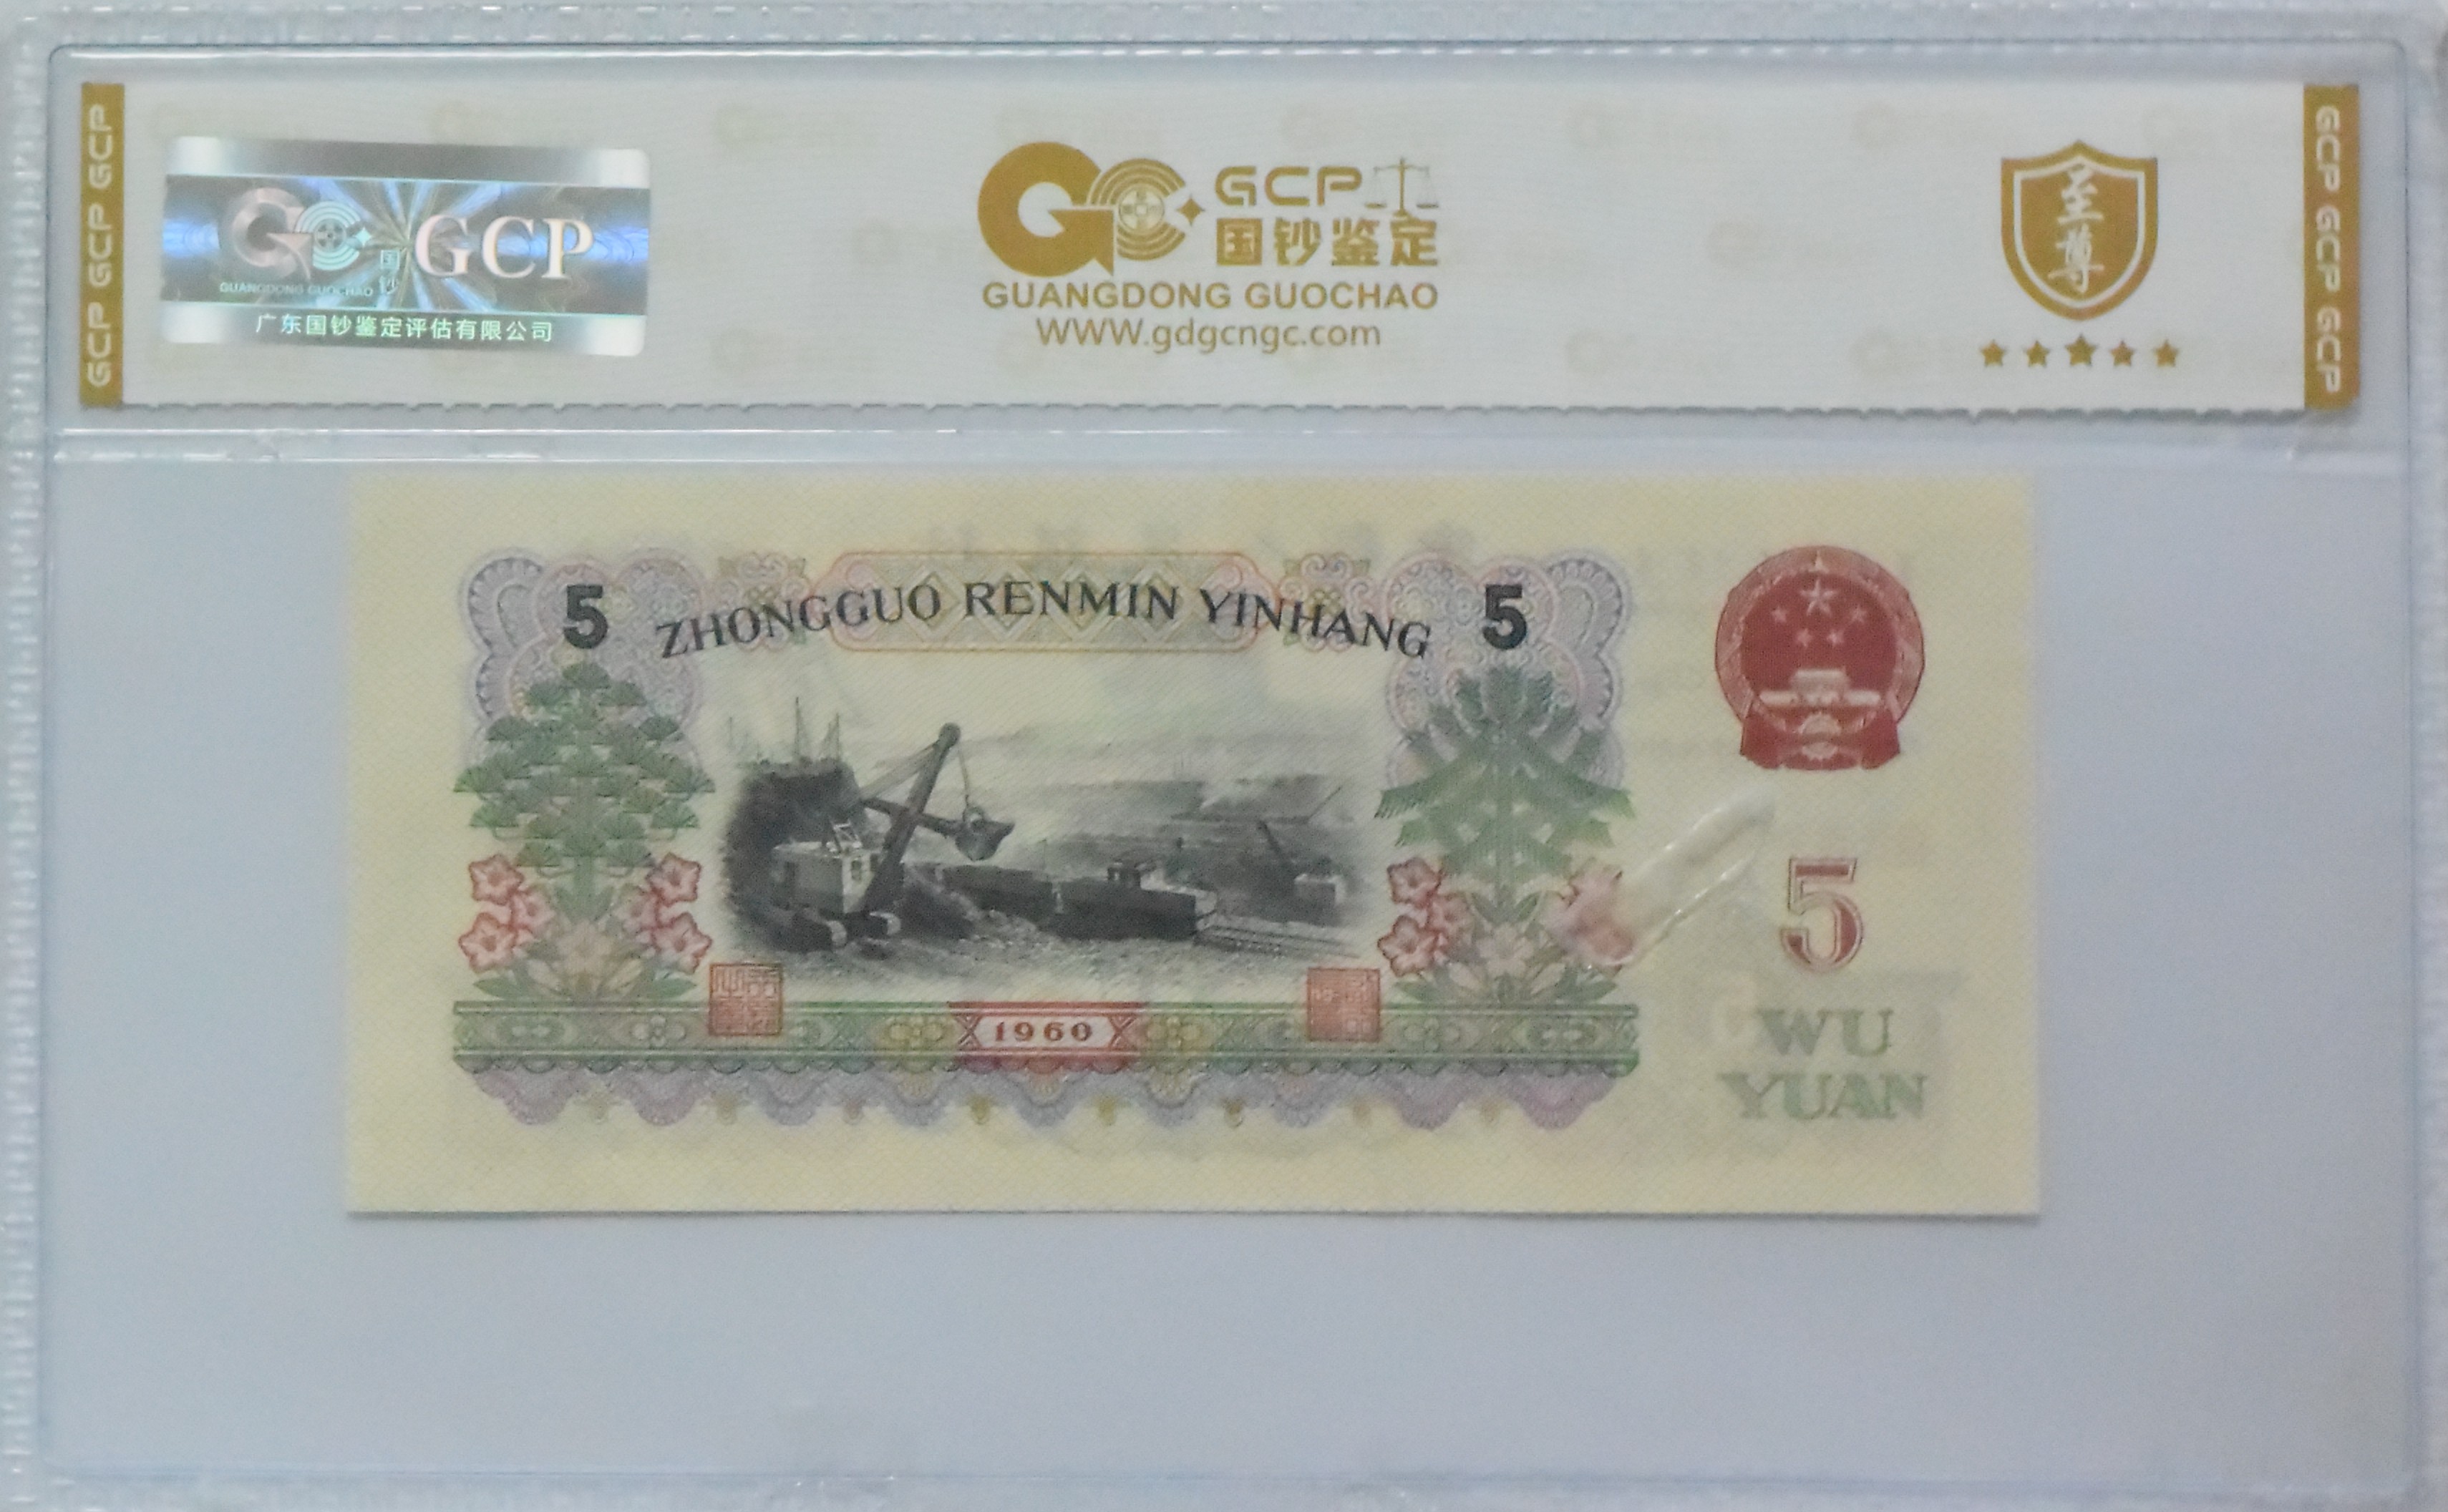 GCP GCP GCP
GCP
国钞
GUANGDONG GUOCHAO
广东国钞鉴定评估有限公司
GCP
国钞鉴定
GUANGDONG GUOCHAO
WWW.gdgcngc.com
至尊
GCP GCP GCP
5 ZHONGGUO RENMIN YINHANG 5
1960
5
WU
YUAN